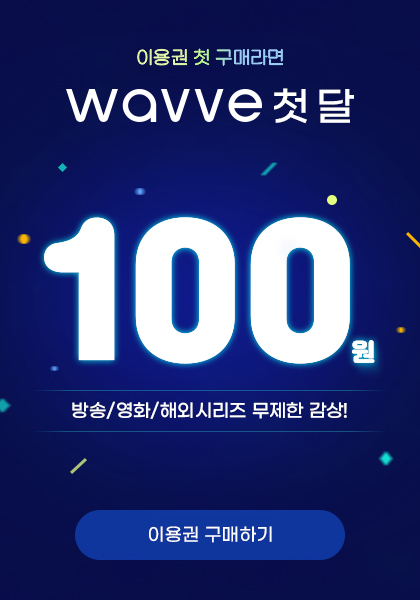 이용권 첫 구매라면
wavve 첫 달
100원
방송/영화/해외시리즈 무제한 감상!
이용권 구매하기